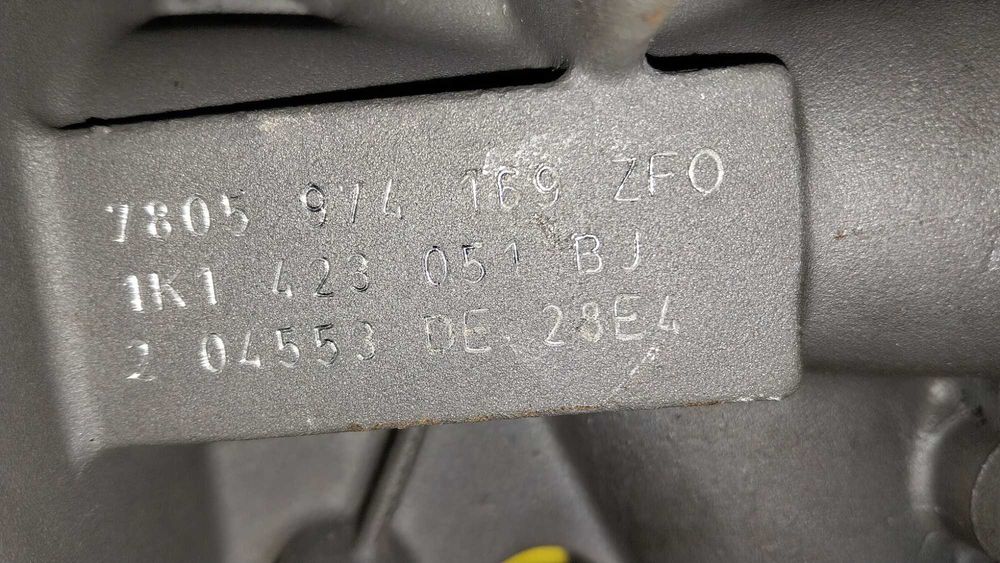 7805 974 169 ZFO
1K1 423 051 BJ
2 04553 DE 28E4